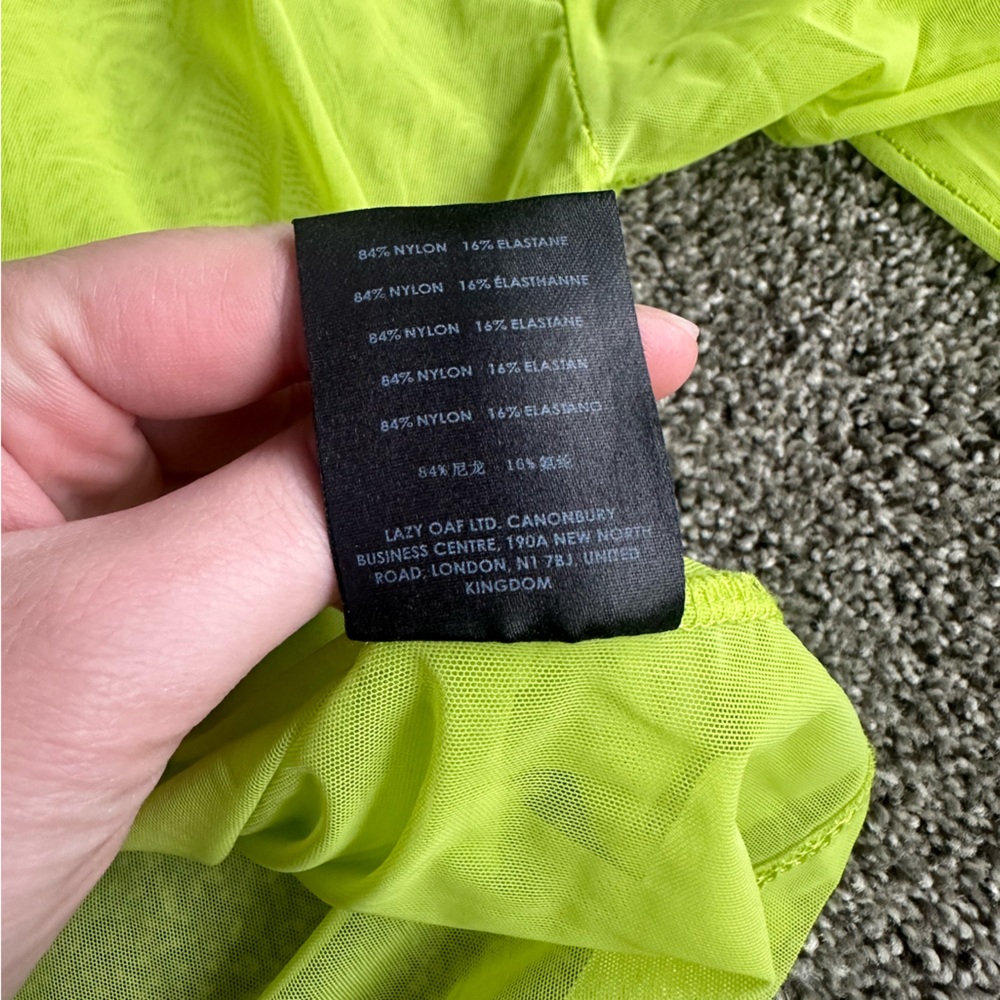 84% NYLON 16% ELASTANE
84% NYLON 16% ÉLASTHANNE
84% NYLON 16% ELASTANE
84% NYLON 16% ELASTAN
84% NYLON 16% ELASTANO
84% 尼龙 16% 氨纶
LAZY OAF LTD. CANONBURY
BUSINESS CENTRE, 190A NEW NORTH
ROAD, LONDON, N1 7BJ, UNITED
KINGDOM